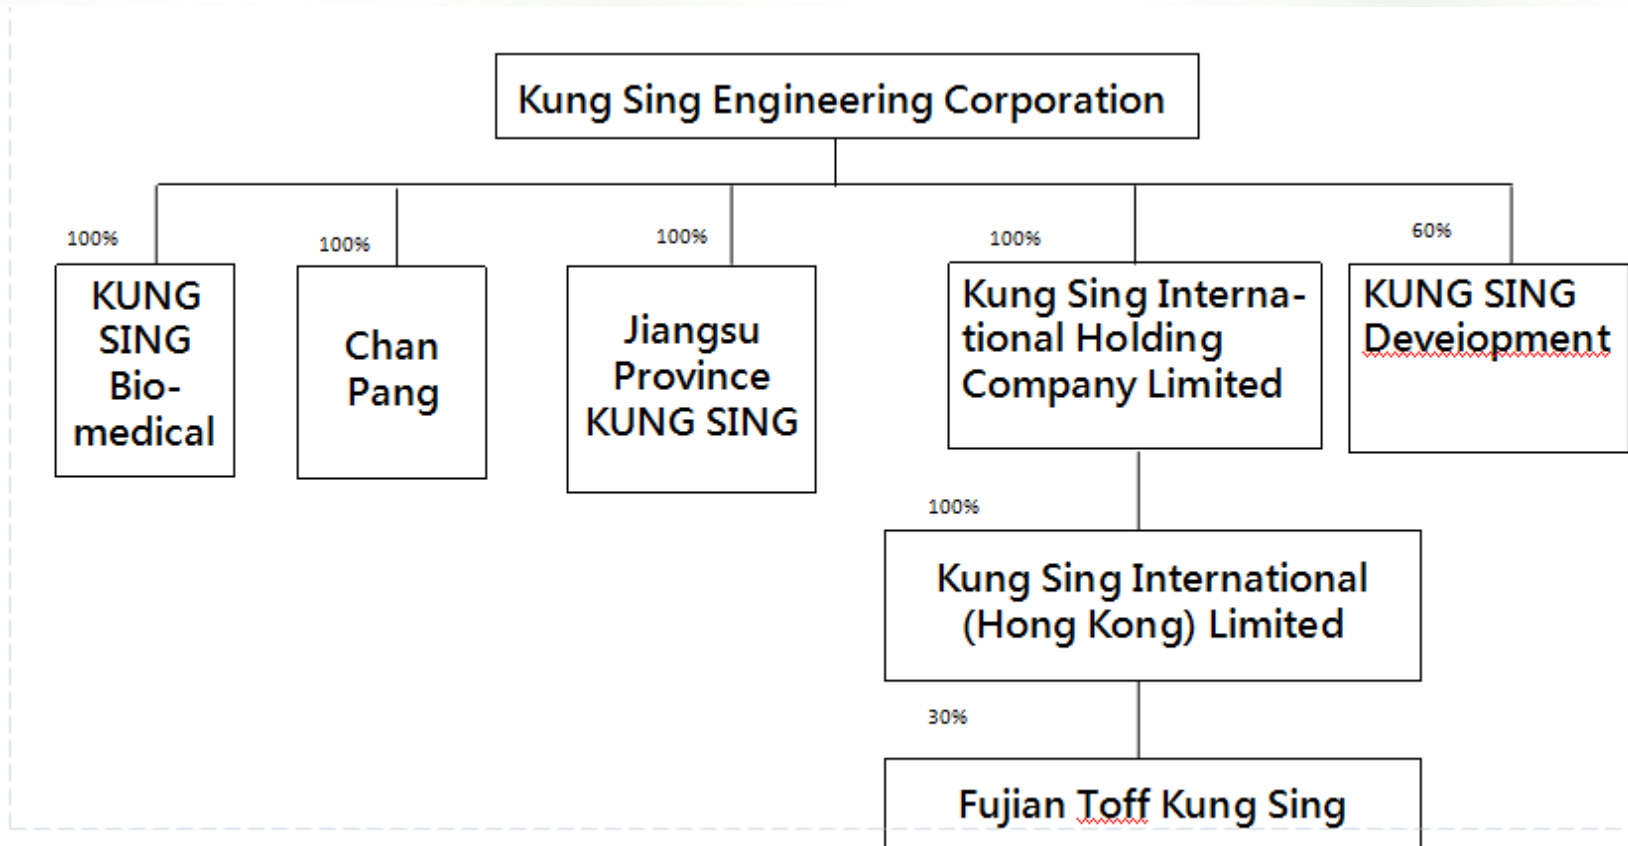 Kung Sing Engineering Corporation
100%
100%
100%
100%
60%
KUNG
SING
Bio-
medical
Chan
Pang
Jiangsu
Province
KUNG SING
Kung Sing Interna-
tional Holding
Company Limited
KUNG SING
Deveiopment
100%
Kung Sing International
(Hong Kong) Limited
30%
Fujian Toff Kung Sing